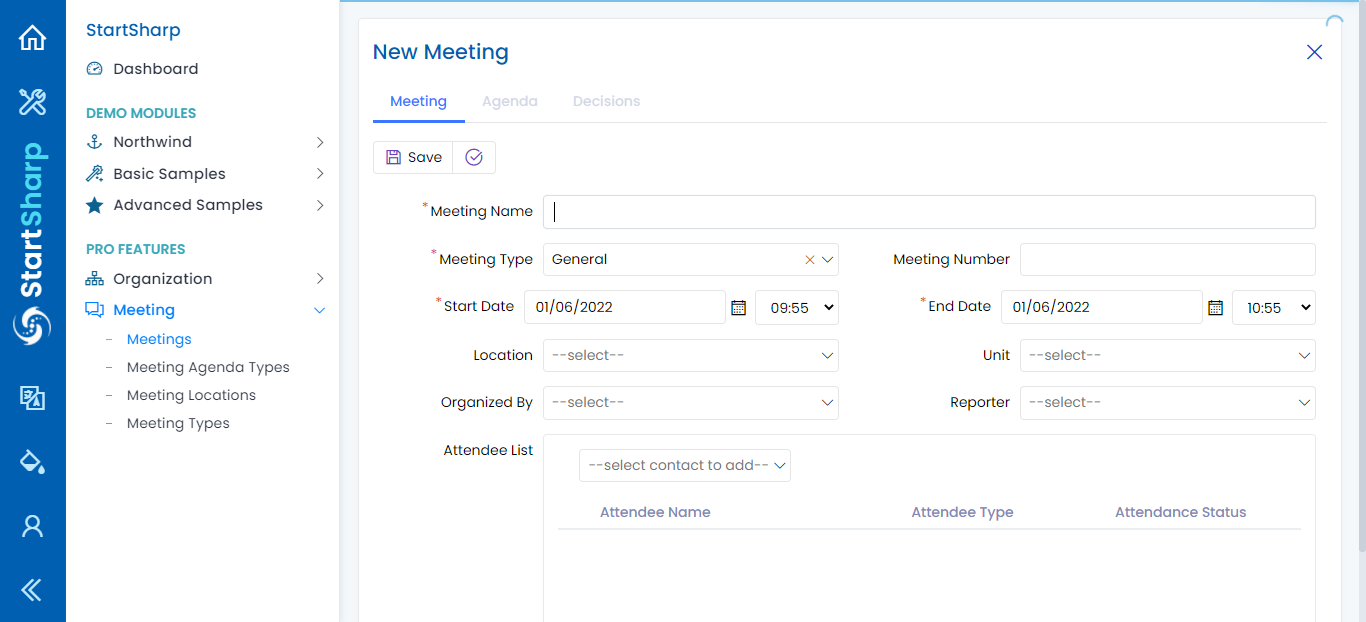 StartSharp
StartSharp
Dashboard
DEMO MODULES
Northwind
Basic Samples
Advanced Samples
PRO FEATURES
Organization
Meeting
- Meetings
- Meeting Agenda Types
- Meeting Locations
- Meeting Types
New Meeting
Meeting Agenda Decisions
Save
*Meeting Name
*Meeting Type General Meeting Number
*Start Date 01/06/2022 09:55 *End Date 01/06/2022 10:55
Location --select-- Unit --select--
Organized By --select-- Reporter --select--
Attendee List
--select contact to add--
Attendee Name Attendee Type Attendance Status